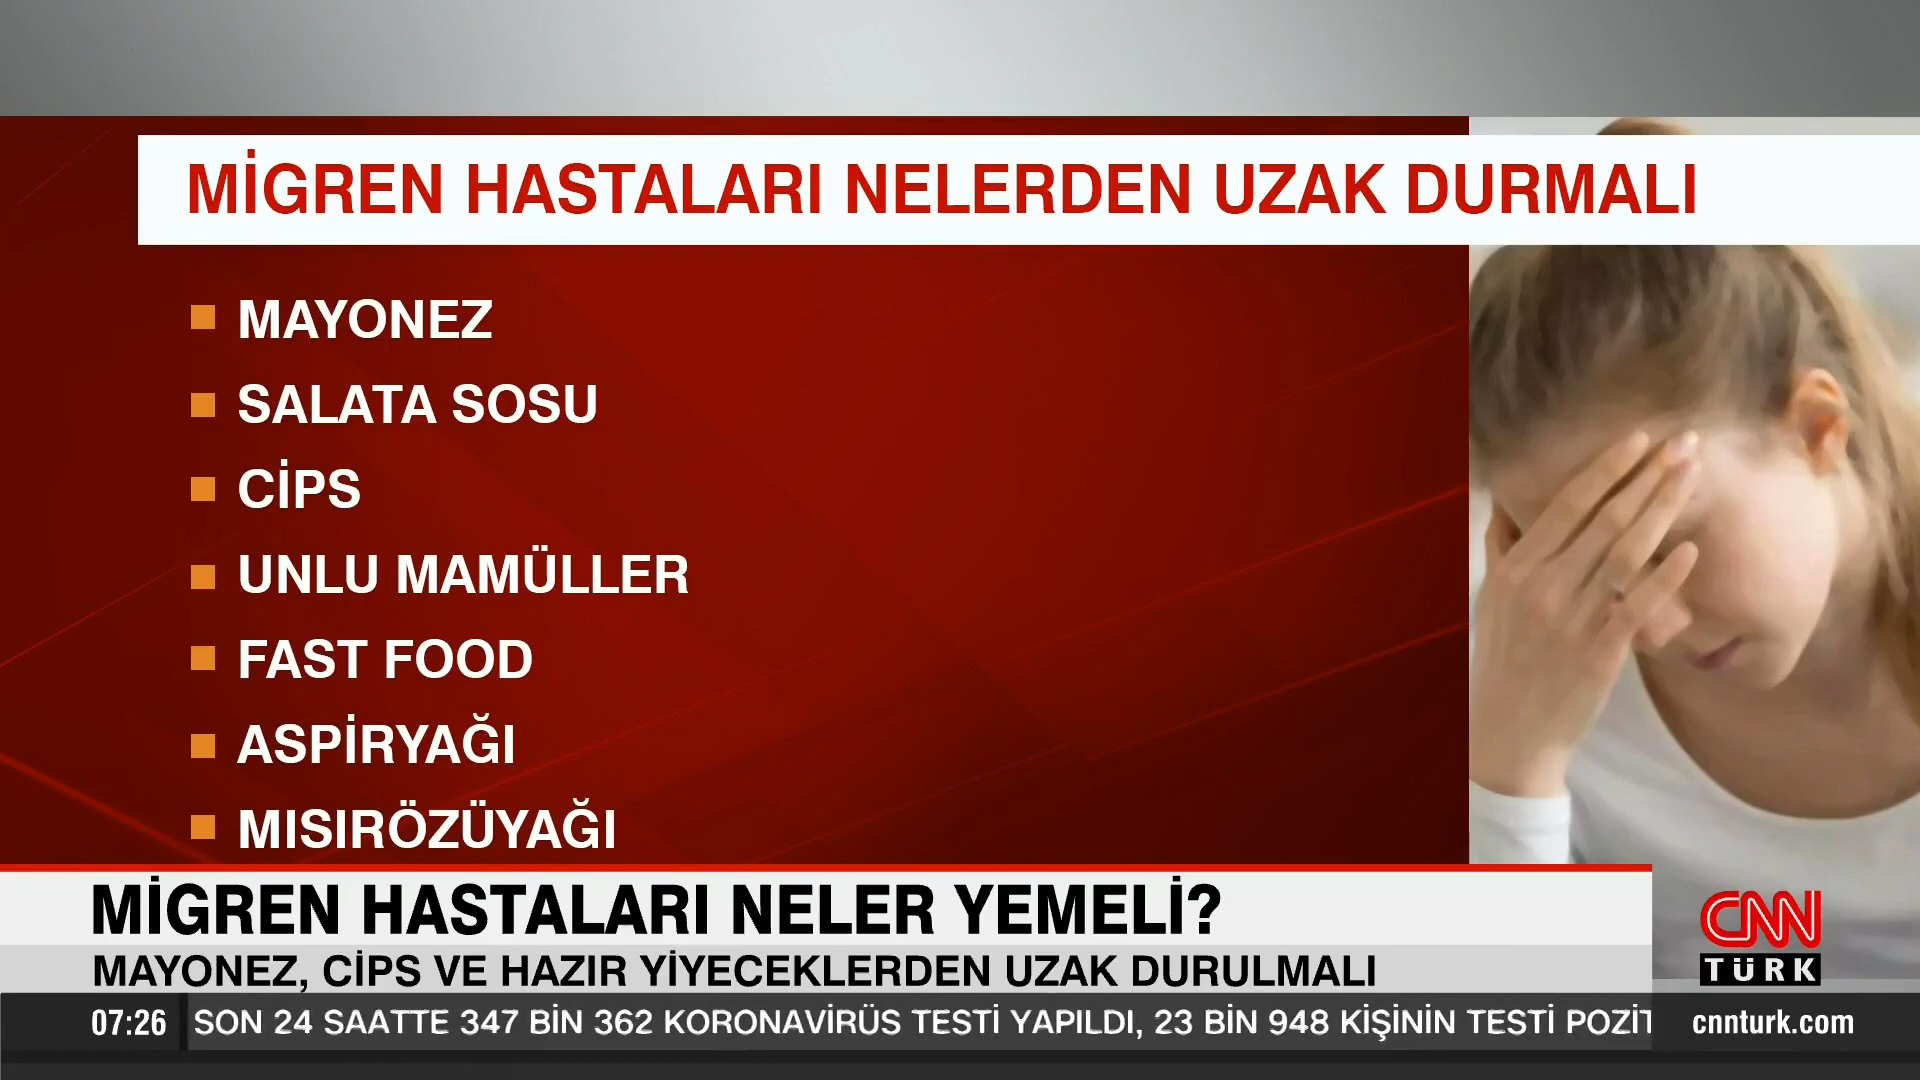 MİGREN HASTALARI NELERDEN UZAK DURMALI
MAYONEZ
SALATA SOSU
CİPS
UNLU MAMÜLLER
FAST FOOD
ASPİRYAĞI
MISIRÖZÜYAĞI
MİGREN HASTALARI NELER YEMELİ?
MAYONEZ, CİPS VE HAZIR YİYECEKLERDEN UZAK DURULMALI
CNN
TÜRK
07:26 SON 24 SAATTE 347 BİN 362 KORONAVİRÜS TESTİ YAPILDI, 23 BİN 948 KİŞİNİN TESTİ POZİT
cnnturk.com